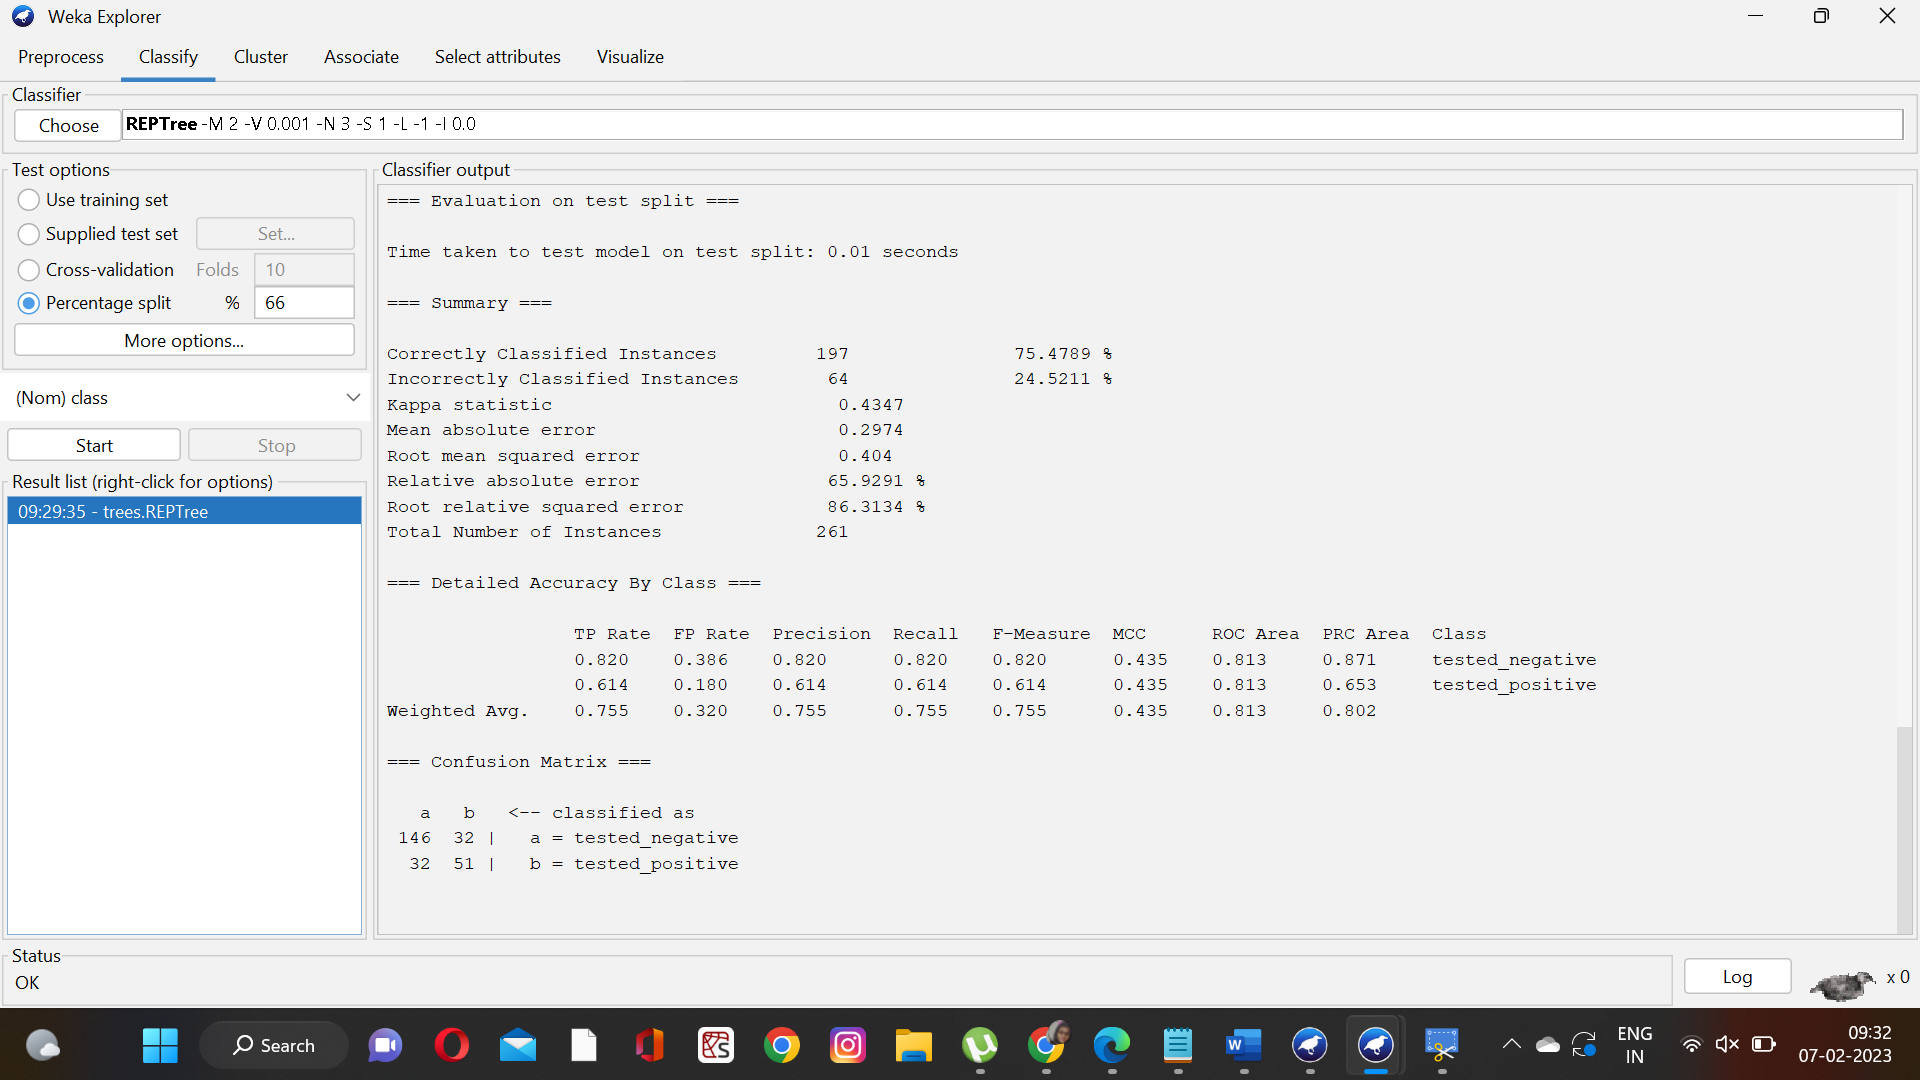 Weka Explorer
Preprocess Classify Cluster Associate Select attributes Visualize
Classifier
Choose REPTree -M 2 -V 0.001 -N 3 -S 1 -L -1 -I 0.0
Test options
Use training set
Supplied test set Set...
Cross-validation Folds 10
Percentage split % 66
More options...
(Nom) class
Start Stop
Result list (right-click for options)
09:29:35 - trees.REPTree
Classifier output
=== Evaluation on test split ===
Time taken to test model on test split: 0.01 seconds
=== Summary ===
Correctly Classified Instances 197 75.4789 %
Incorrectly Classified Instances 64 24.5211 %
Kappa statistic 0.4347
Mean absolute error 0.2974
Root mean squared error 0.404
Relative absolute error 65.9291 %
Root relative squared error 86.3134 %
Total Number of Instances 261
=== Detailed Accuracy By Class ===
TP Rate FP Rate Precision Recall F-Measure MCC ROC Area PRC Area Class
0.820 0.386 0.820 0.820 0.820 0.435 0.813 0.871 tested_negative
0.614 0.180 0.614 0.614 0.614 0.435 0.813 0.653 tested_positive
Weighted Avg. 0.755 0.320 0.755 0.755 0.755 0.435 0.813 0.802
=== Confusion Matrix ===
a b <-- classified as
146 32 | a = tested_negative
32 51 | b = tested_positive
Status
OK
Log x 0
Search
ENG
IN
09:32
07-02-2023